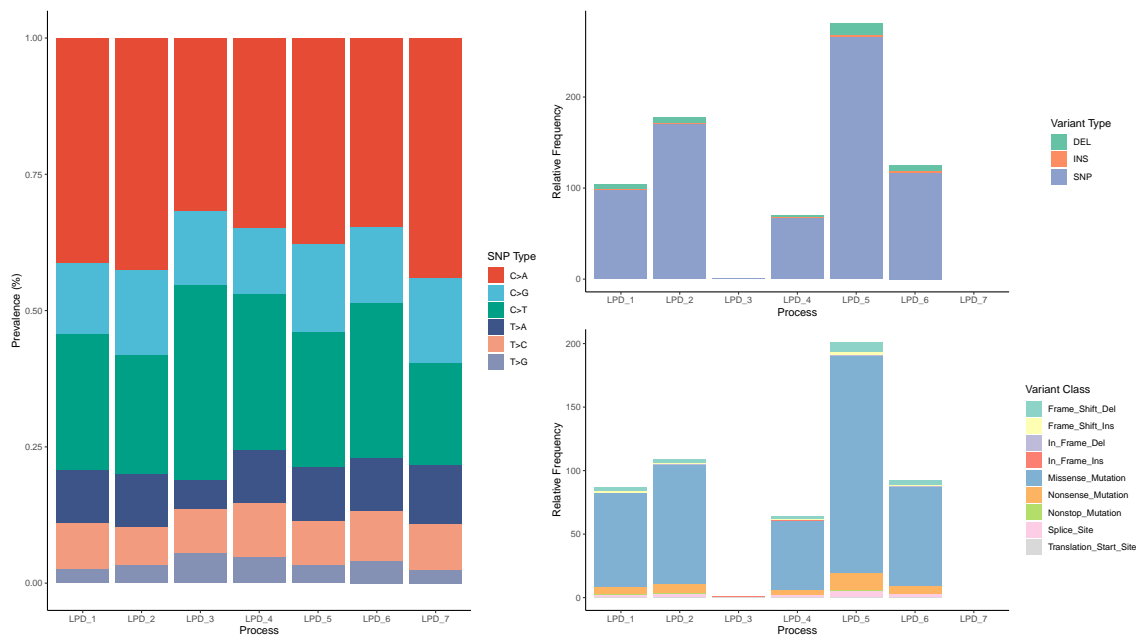 1.00
0.75
0.50
0.25
0.00
Prevalence (%)
LPD_1 LPD_2 LPD_3 LPD_4 LPD_5 LPD_6 LPD_7
Process
SNP Type
C>A
C>G
C>T
T>A
T>C
T>G
200
100
0
Relative Frequency
LPD_1 LPD_2 LPD_3 LPD_4 LPD_5 LPD_6 LPD_7
Process
Variant Type
DEL
INS
SNP
200
150
100
50
0
Relative Frequency
LPD_1 LPD_2 LPD_3 LPD_4 LPD_5 LPD_6 LPD_7
Process
Variant Class
Frame_Shift_Del
Frame_Shift_Ins
In_Frame_Del
In_Frame_Ins
Missense_Mutation
Nonsense_Mutation
Nonstop_Mutation
Splice_Site
Translation_Start_Site